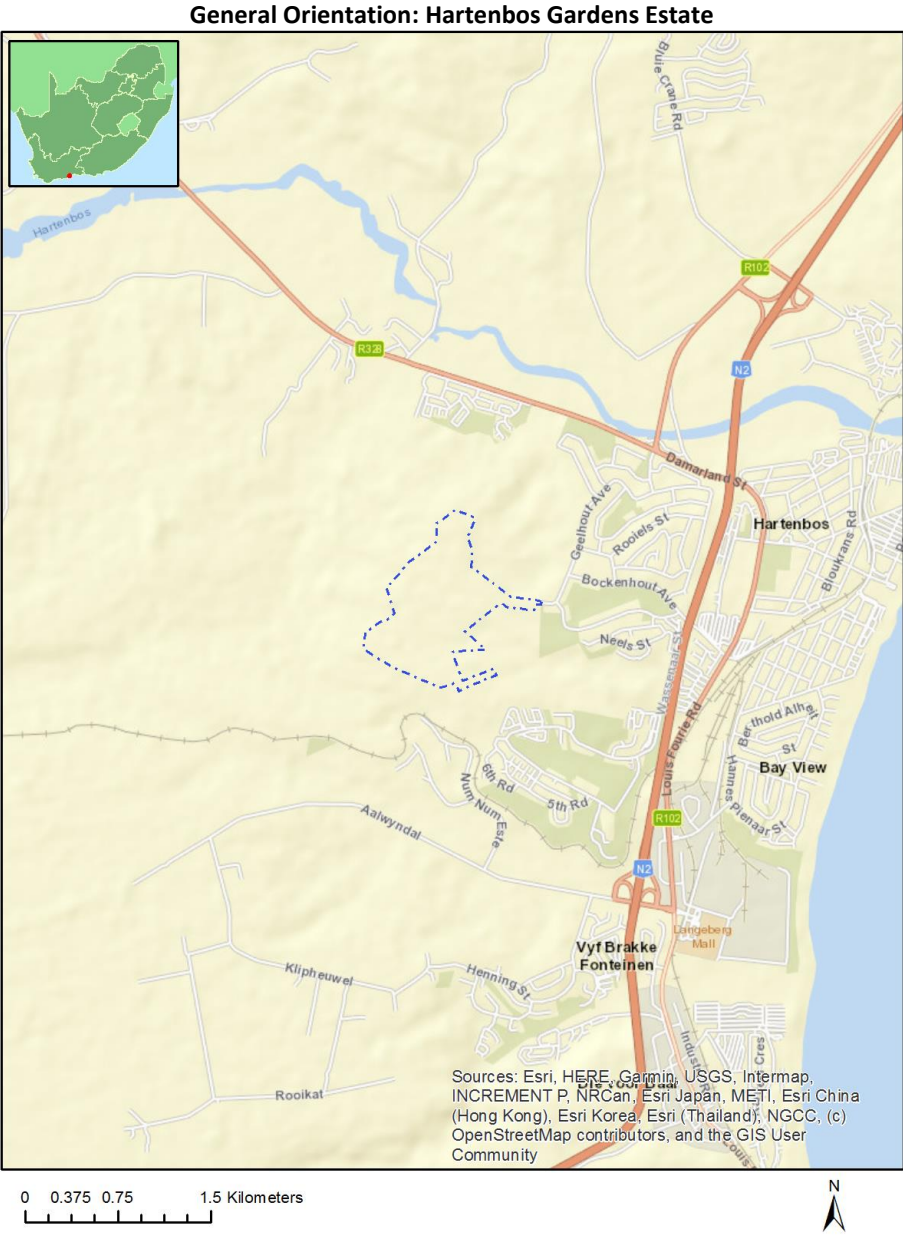 General Orientation: Hartenbos Gardens Estate
Bluie Crane Rd
Hartenbos
R102
R328
N2
Damarland St
Geelhout Ave
Rooiels St
Hartenbos
Bloukrans Rd
Bockenhout Ave
Neels St
Wassenaar St
Louis Fourie Rd
Berthold Alheit
St
Bay View
Hannes Pienaar St
6th Rd
5th Rd
Num Num Este
Aalwyndal
R102
N2
Langeberg
Mall
Vyf Brakke
Fonteinen
Klipheuwel
Henning St
Rooikat
Sources: Esri, HERE, Garmin, USGS, Intermap,
INCREMENT P, NRCan, Esri Japan, METI, Esri China
(Hong Kong), Esri Korea, Esri (Thailand), NGCC, (c)
OpenStreetMap contributors, and the GIS User
Community
0 0.375 0.75 1.5 Kilometers
N